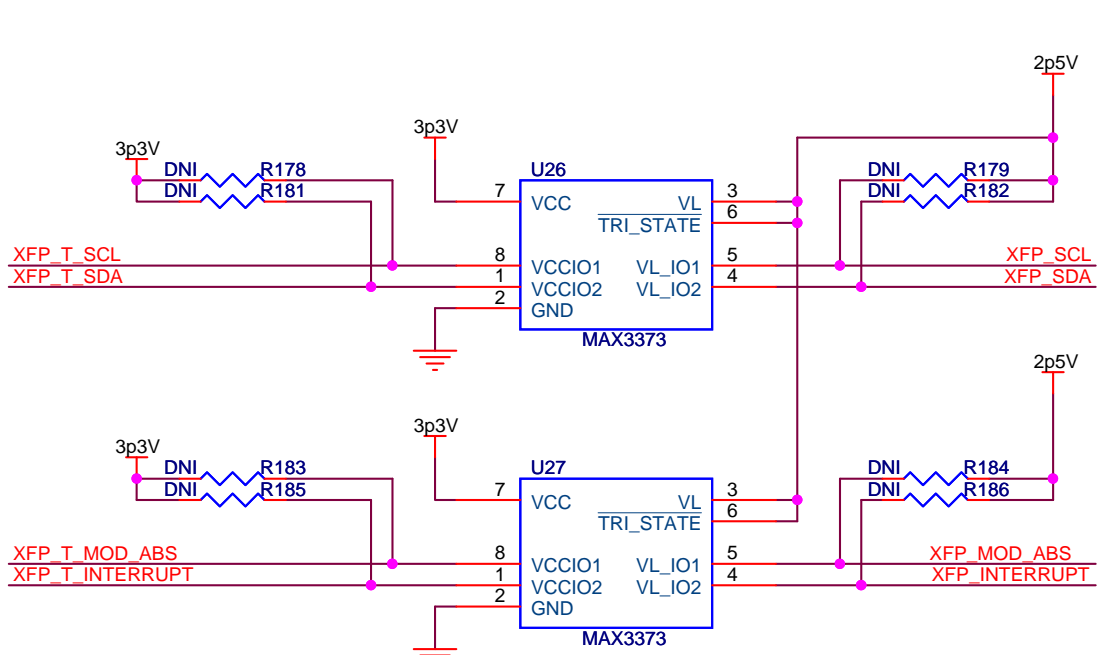 2p5V
3p3V
3p3V
DNI R178
DNI R181
U26
DNI R179
DNI R182
7 VCC VL 3
TRI_STATE 6
XFP_T_SCL 8 VCCIO1 VL_IO1 5 XFP_SCL
XFP_T_SDA 1 VCCIO2 VL_IO2 4 XFP_SDA
2 GND
MAX3373
2p5V
3p3V
3p3V
DNI R183
DNI R185
U27
DNI R184
DNI R186
7 VCC VL 3
TRI_STATE 6
XFP_T_MOD_ABS 8 VCCIO1 VL_IO1 5 XFP_MOD_ABS
XFP_T_INTERRUPT 1 VCCIO2 VL_IO2 4 XFP_INTERRUPT
2 GND
MAX3373